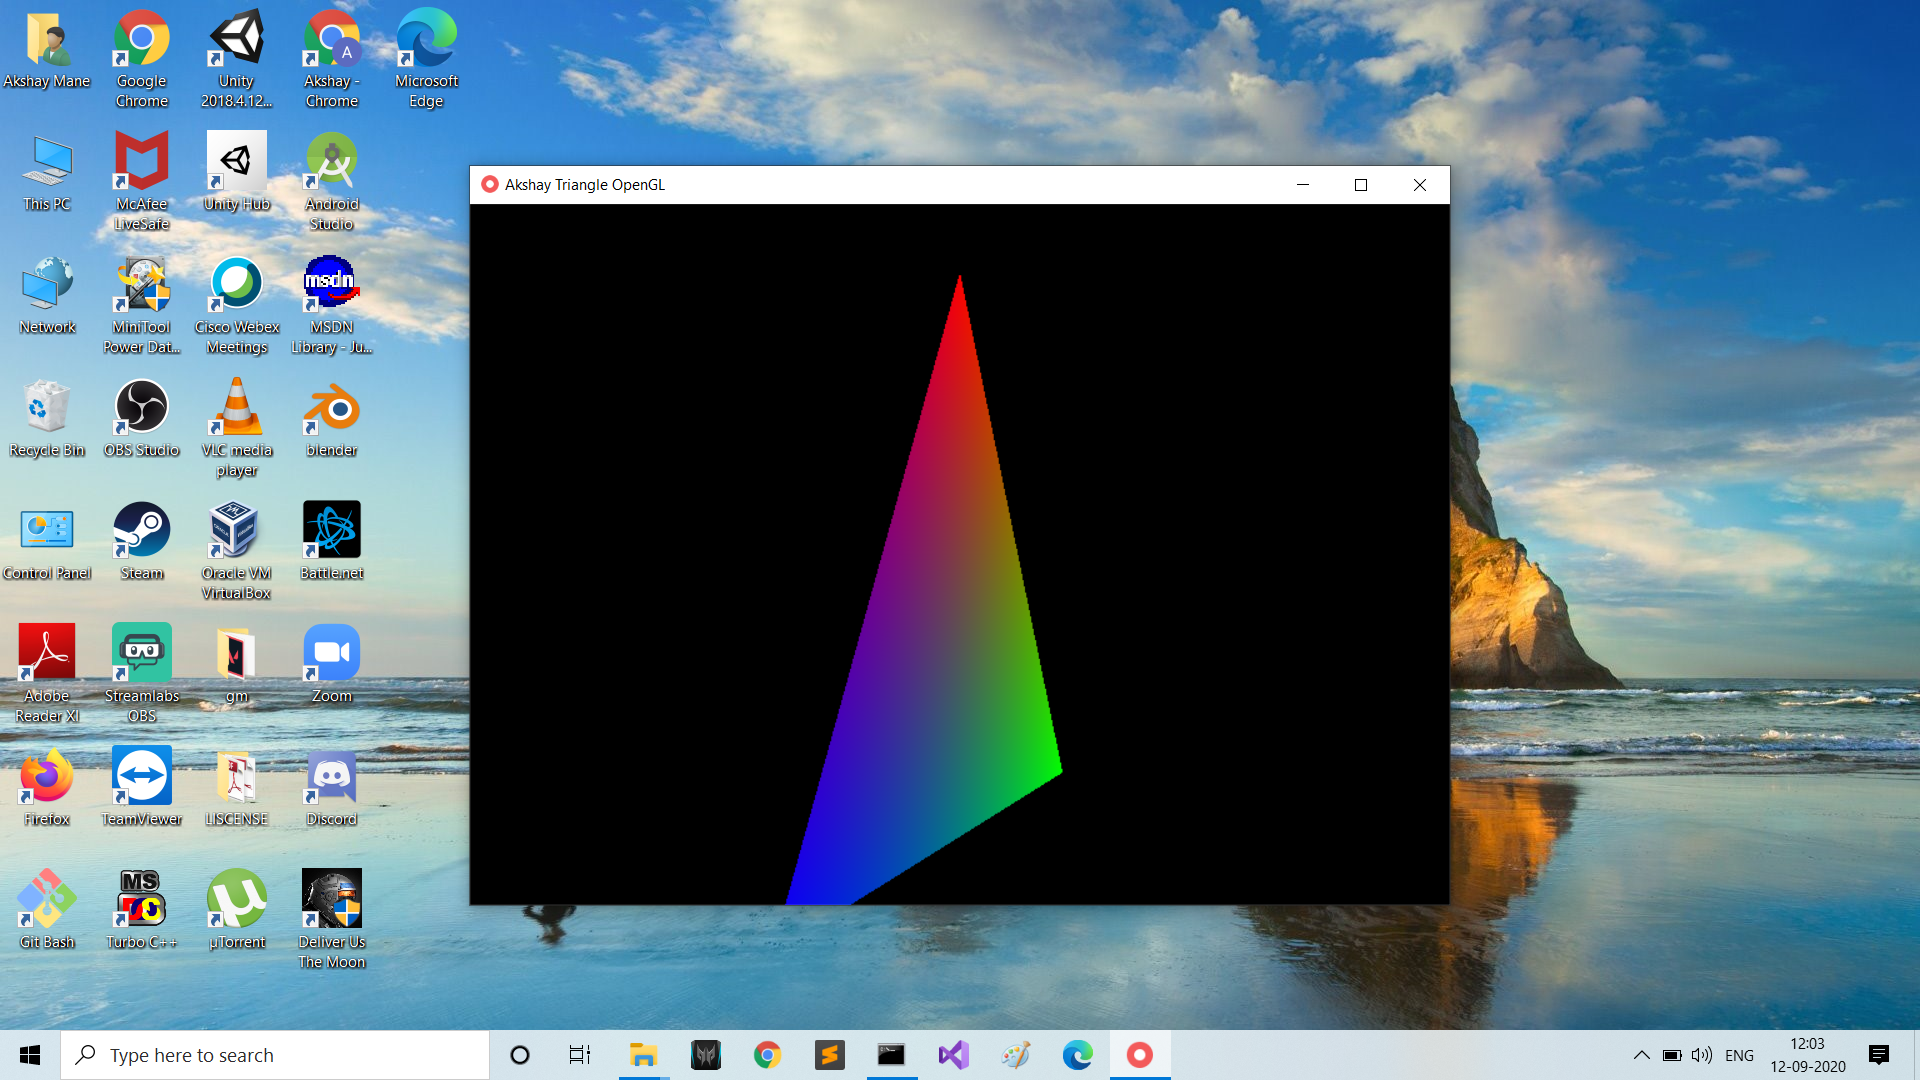 Akshay Mane
Google
Chrome
Unity
2018.4.12...
A
Akshay -
Chrome
Microsoft
Edge
This PC
McAfee
LiveSafe
Unity Hub
Android
Studio
Network
MiniTool
Power Dat...
Cisco Webex
Meetings
msdn
MSDN
Library - Ju...
Recycle Bin
OBS Studio
VLC media
player
blender
Control Panel
Steam
Oracle VM
VirtualBox
Battle.net
Adobe
Reader XI
Streamlabs
OBS
gm
Zoom
Firefox
TeamViewer
LISCENSE
Discord
Git Bash
MS
Turbo C++
µTorrent
Deliver Us
The Moon
Akshay Triangle OpenGL
Type here to search
ENG
12:03
12-09-2020